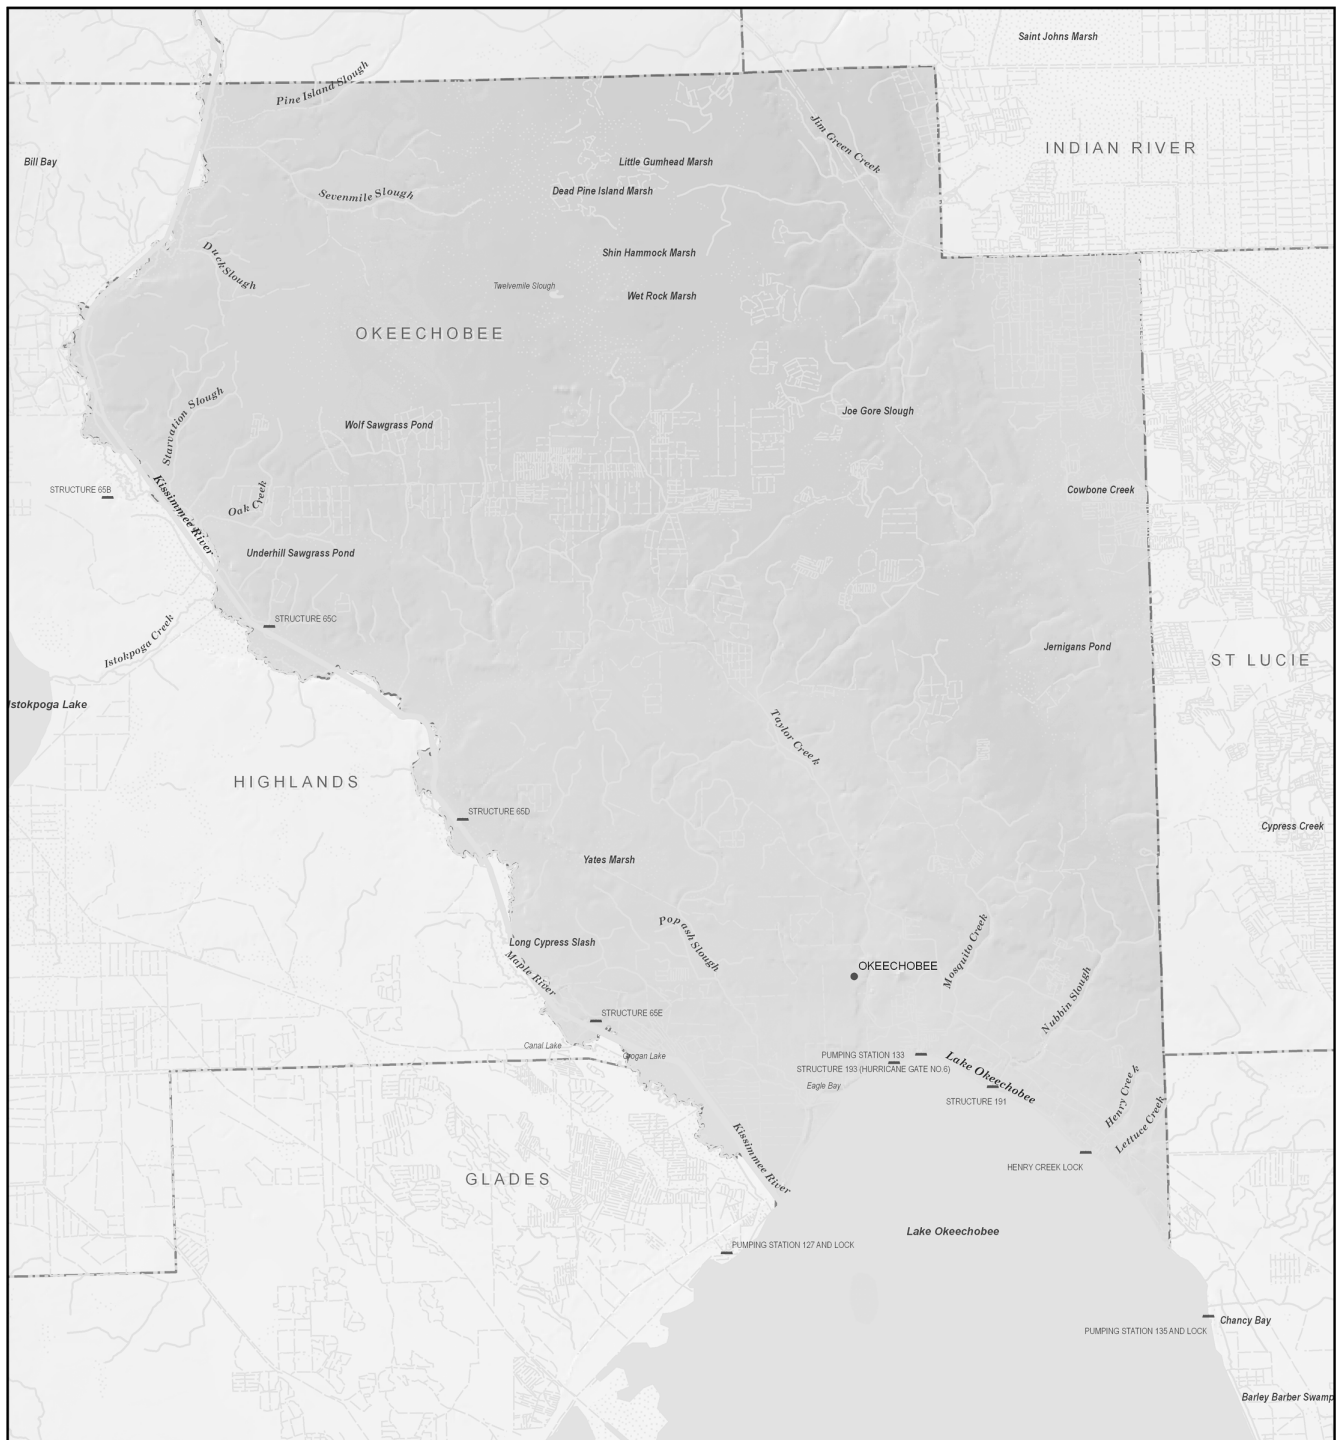 Saint Johns Marsh
Pine Island Slough
Jim Green Creek
INDIAN RIVER
Bill Bay
Little Gumhead Marsh
Dead Pine Island Marsh
Sevenmile Slough
Duck Slough
Shin Hammock Marsh
Twelvemile Slough
Wet Rock Marsh
OKEECHOBEE
Starvation Slough
Wolf Sawgrass Pond
Joe Gore Slough
STRUCTURE 65B
Kissimmee River
Oak Creek
Cowbone Creek
Underhill Sawgrass Pond
STRUCTURE 65C
Istokpoga Creek
Jernigans Pond
ST LUCIE
Istokpoga Lake
Taylor Creek
HIGHLANDS
STRUCTURE 65D
Cypress Creek
Yates Marsh
Popash Slough
Long Cypress Slash
Mosquito Creek
Maple River
OKEECHOBEE
Nubbin Slough
STRUCTURE 65E
Canal Lake
Grogan Lake
PUMPING STATION 133
STRUCTURE 193 (HURRICANE GATE NO.6)
Lake Okeechobee
Eagle Bay
STRUCTURE 191
Henry Creek
Lettuce Creek
Kissimmee River
HENRY CREEK LOCK
GLADES
Lake Okeechobee
PUMPING STATION 127 AND LOCK
Chancy Bay
PUMPING STATION 135 AND LOCK
Barley Barber Swamp